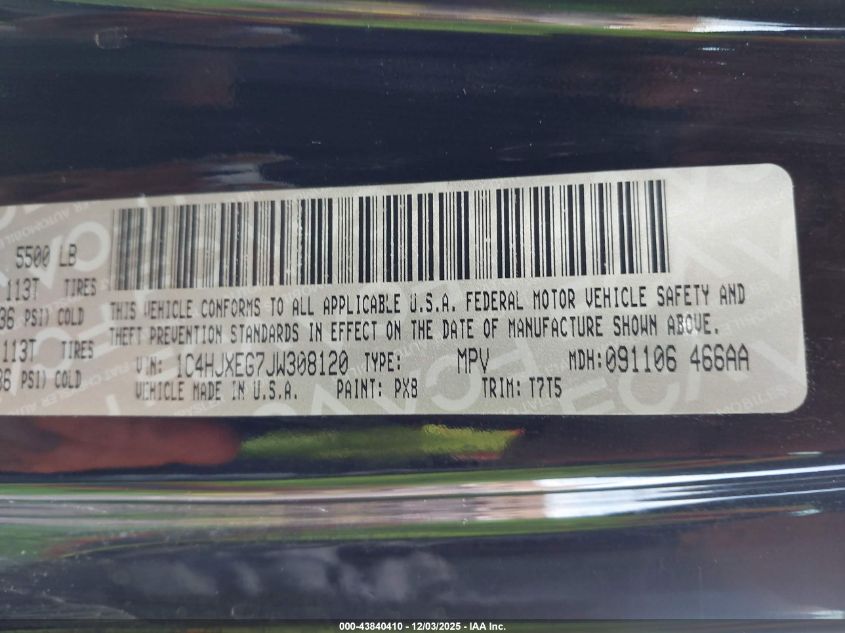 5500 LB
113T TIRES
36 PSI) COLD
113T TIRES
36 PSI) COLD
THIS VEHICLE CONFORMS TO ALL APPLICABLE U.S.A. FEDERAL MOTOR VEHICLE SAFETY AND
THEFT PREVENTION STANDARDS IN EFFECT ON THE DATE OF MANUFACTURE SHOWN ABOVE.
VIN: 1C4HJXEG7JW308120 TYPE: MPV MDH:091106 466AA
VEHICLE MADE IN U.S.A. PAINT: PX8 TRIM: T7T5
000-43840410 - 12/03/2025 - IAA Inc.